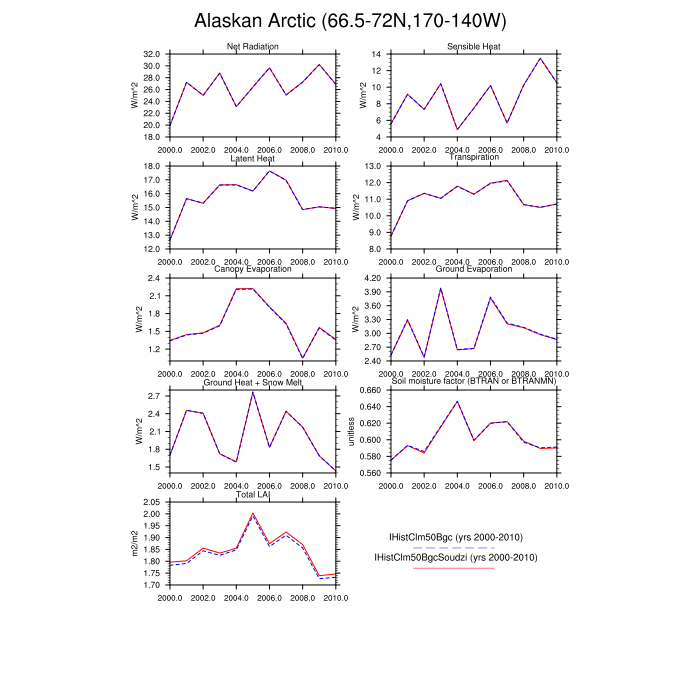 Alaskan Arctic (66.5-72N,170-140W)
Net Radiation
W/m^2
32.0
30.0
28.0
26.0
24.0
22.0
20.0
18.0
2000.0 2002.0 2004.0 2006.0 2008.0 2010.0
Sensible Heat
W/m^2
14
12
10
8
6
4
2000.0 2002.0 2004.0 2006.0 2008.0 2010.0
Latent Heat
W/m^2
18.0
17.0
16.0
15.0
14.0
13.0
12.0
2000.0 2002.0 2004.0 2006.0 2008.0 2010.0
Transpiration
W/m^2
13.0
12.0
11.0
10.0
9.0
8.0
2000.0 2002.0 2004.0 2006.0 2008.0 2010.0
Canopy Evaporation
W/m^2
2.4
2.1
1.8
1.5
1.2
2000.0 2002.0 2004.0 2006.0 2008.0 2010.0
Ground Evaporation
W/m^2
4.20
3.90
3.60
3.30
3.00
2.70
2.40
2000.0 2002.0 2004.0 2006.0 2008.0 2010.0
Ground Heat + Snow Melt
W/m^2
2.7
2.4
2.1
1.8
1.5
2000.0 2002.0 2004.0 2006.0 2008.0 2010.0
Soil moisture factor (BTRAN or BTRANMN)
unitless
0.660
0.640
0.620
0.600
0.580
0.560
2000.0 2002.0 2004.0 2006.0 2008.0 2010.0
Total LAI
m2/m2
2.05
2.00
1.95
1.90
1.85
1.80
1.75
1.70
2000.0 2002.0 2004.0 2006.0 2008.0 2010.0
IHistClm50Bgc (yrs 2000-2010)
IHistClm50BgcSoudzi (yrs 2000-2010)